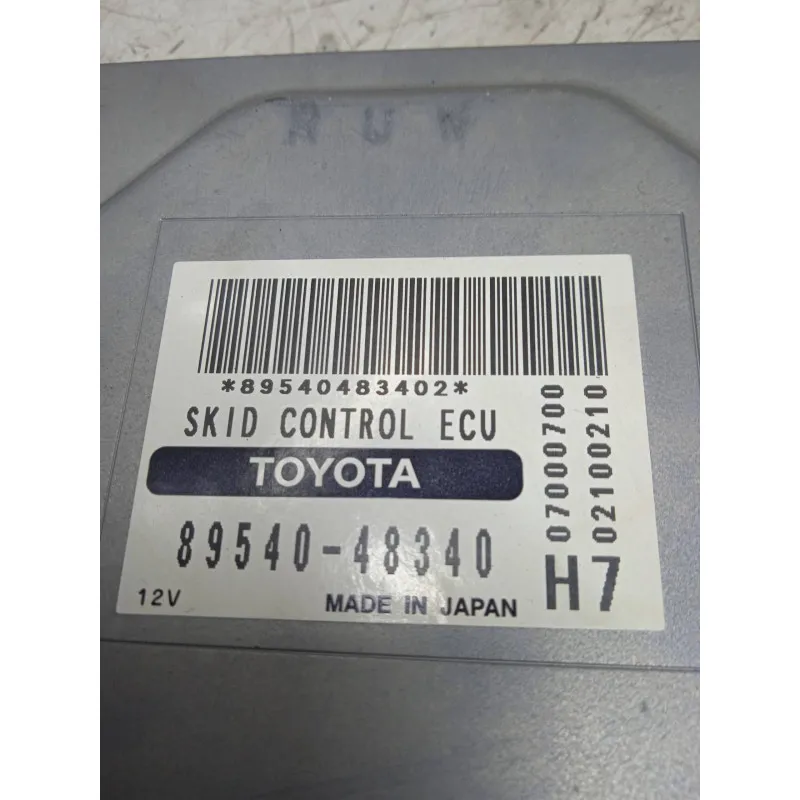 *89540483402*
SKID CONTROL ECU
TOYOTA
89540-48340
12V
MADE IN JAPAN
07000700
02100210
H7